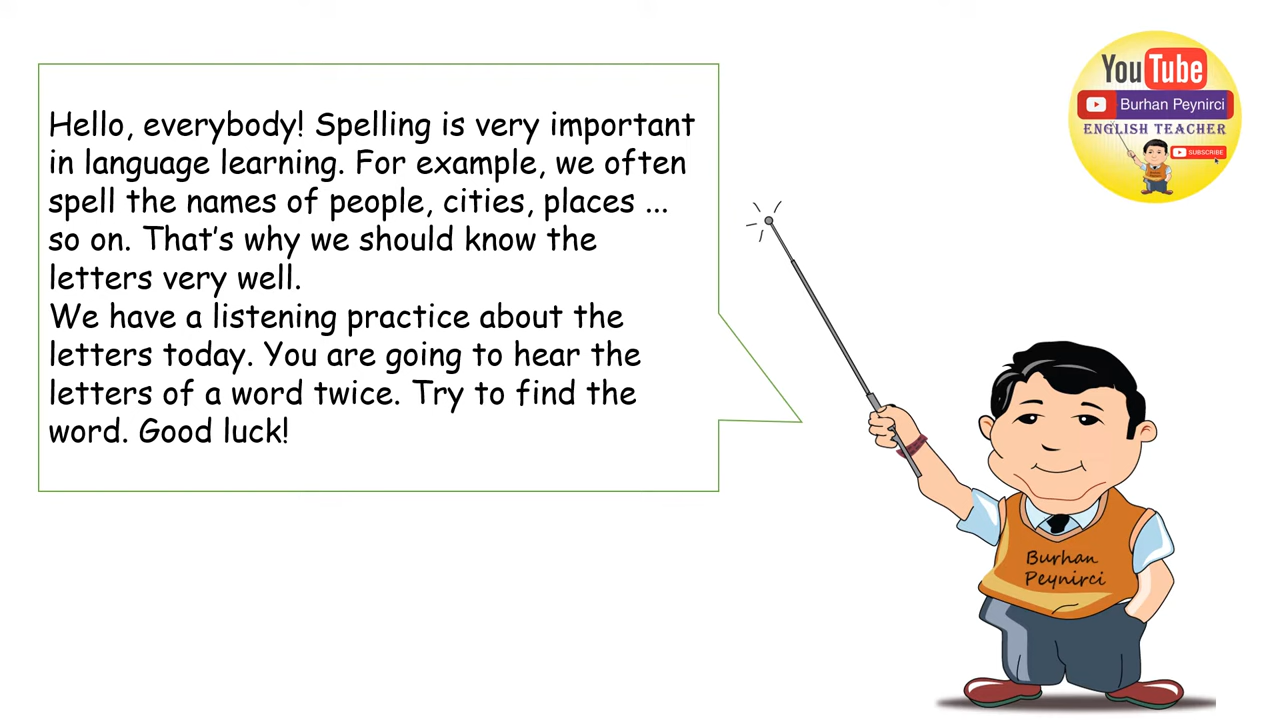 Hello, everybody! Spelling is very important
in language learning. For example, we often
spell the names of people, cities, places ...
so on. That's why we should know the
letters very well.
We have a listening practice about the
letters today. You are going to hear the
letters of a word twice. Try to find the
word. Good luck!
YouTube
Burhan Peynirci
ENGLISH TEACHER
SUBSCRIBE
Burhan
Peynirci